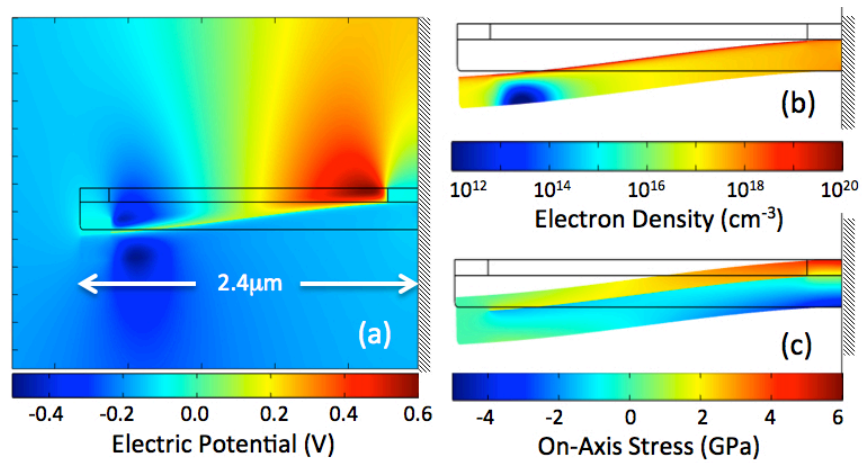 2.4μm
(a)
-0.4 -0.2 0.0 0.2 0.4 0.6
Electric Potential (V)
(b)
10¹² 10¹⁴ 10¹⁶ 10¹⁸ 10²⁰
Electron Density (cm⁻³)
(c)
-4 -2 0 2 4 6
On-Axis Stress (GPa)